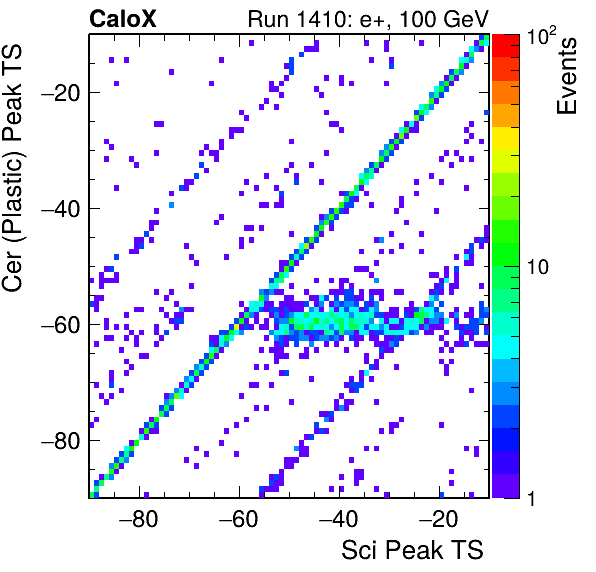 CaloX Run 1410: e+, 100 GeV
Cer (Plastic) Peak TS
−20
−40
−60
−80
−80 −60 −40 −20
Sci Peak TS
10²
10
1
Events